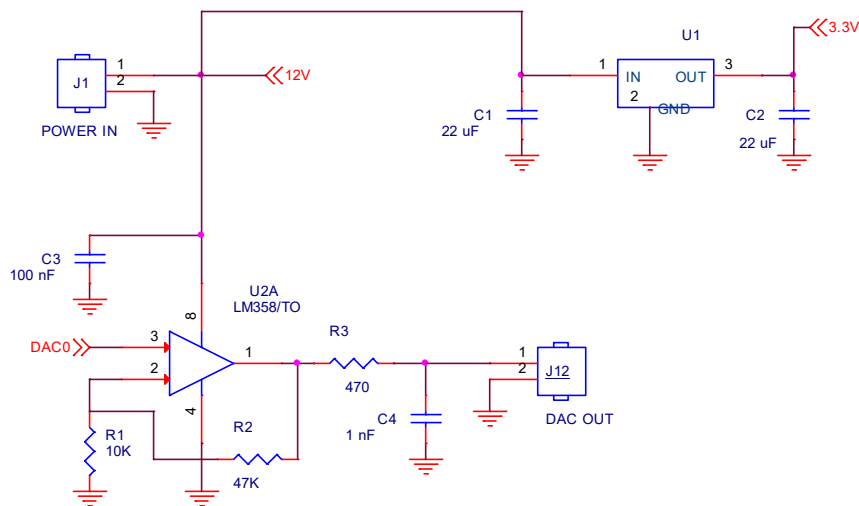 3.3V
U1
1
3
J1
1
2
12V
IN
OUT
2
GND
POWER IN
C1
22 uF
C2
22 uF
C3
100 nF
U2A
LM358/TO
8
DAC0
3
2
1
R3
470
1
2
J12
DAC OUT
4
C4
1 nF
R1
10K
R2
47K